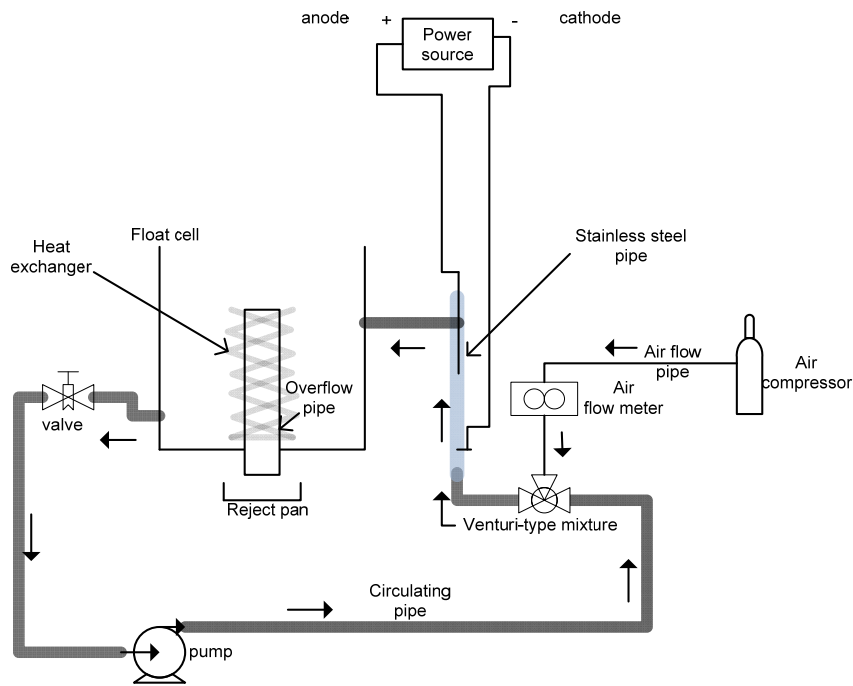 anode + Power source - cathode
Float cell
Heat
exchanger
Stainless steel
pipe
Overflow
pipe
Air flow
pipe
Air
compressor
Air
flow meter
valve
Reject pan
Venturi-type mixture
Circulating
pipe
pump